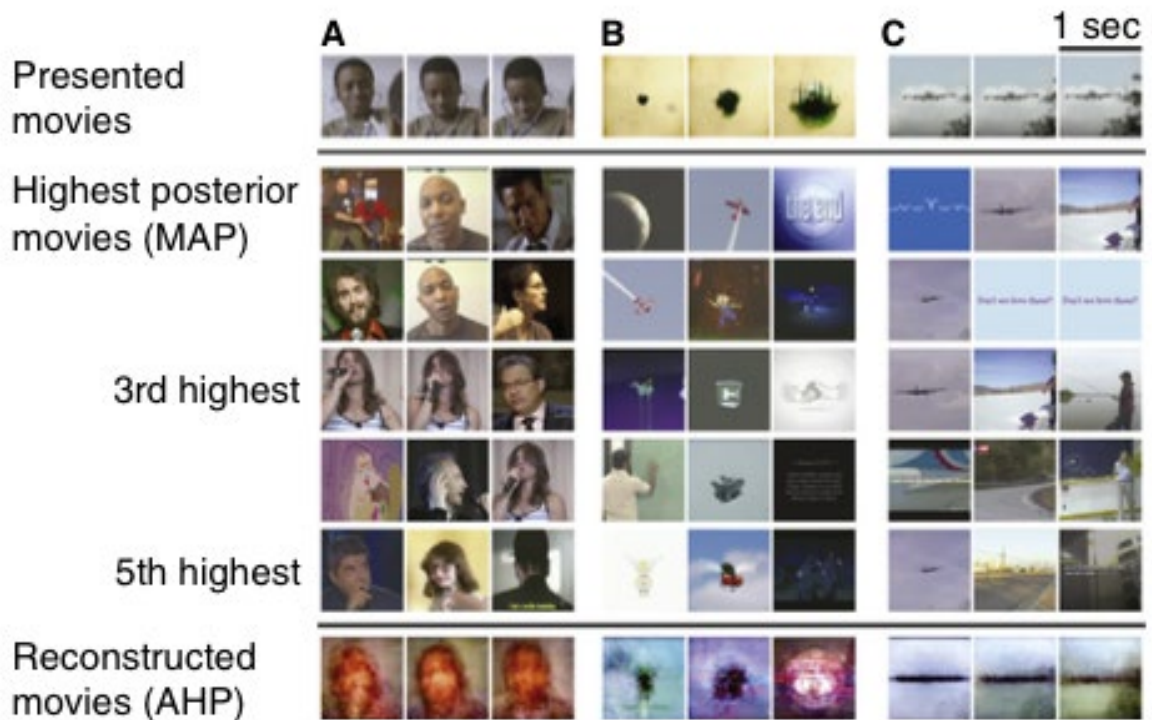 A
B
C
1 sec
Presented
movies
Highest posterior
movies (MAP)
the end
3rd highest
5th highest
Reconstructed
movies (AHP)